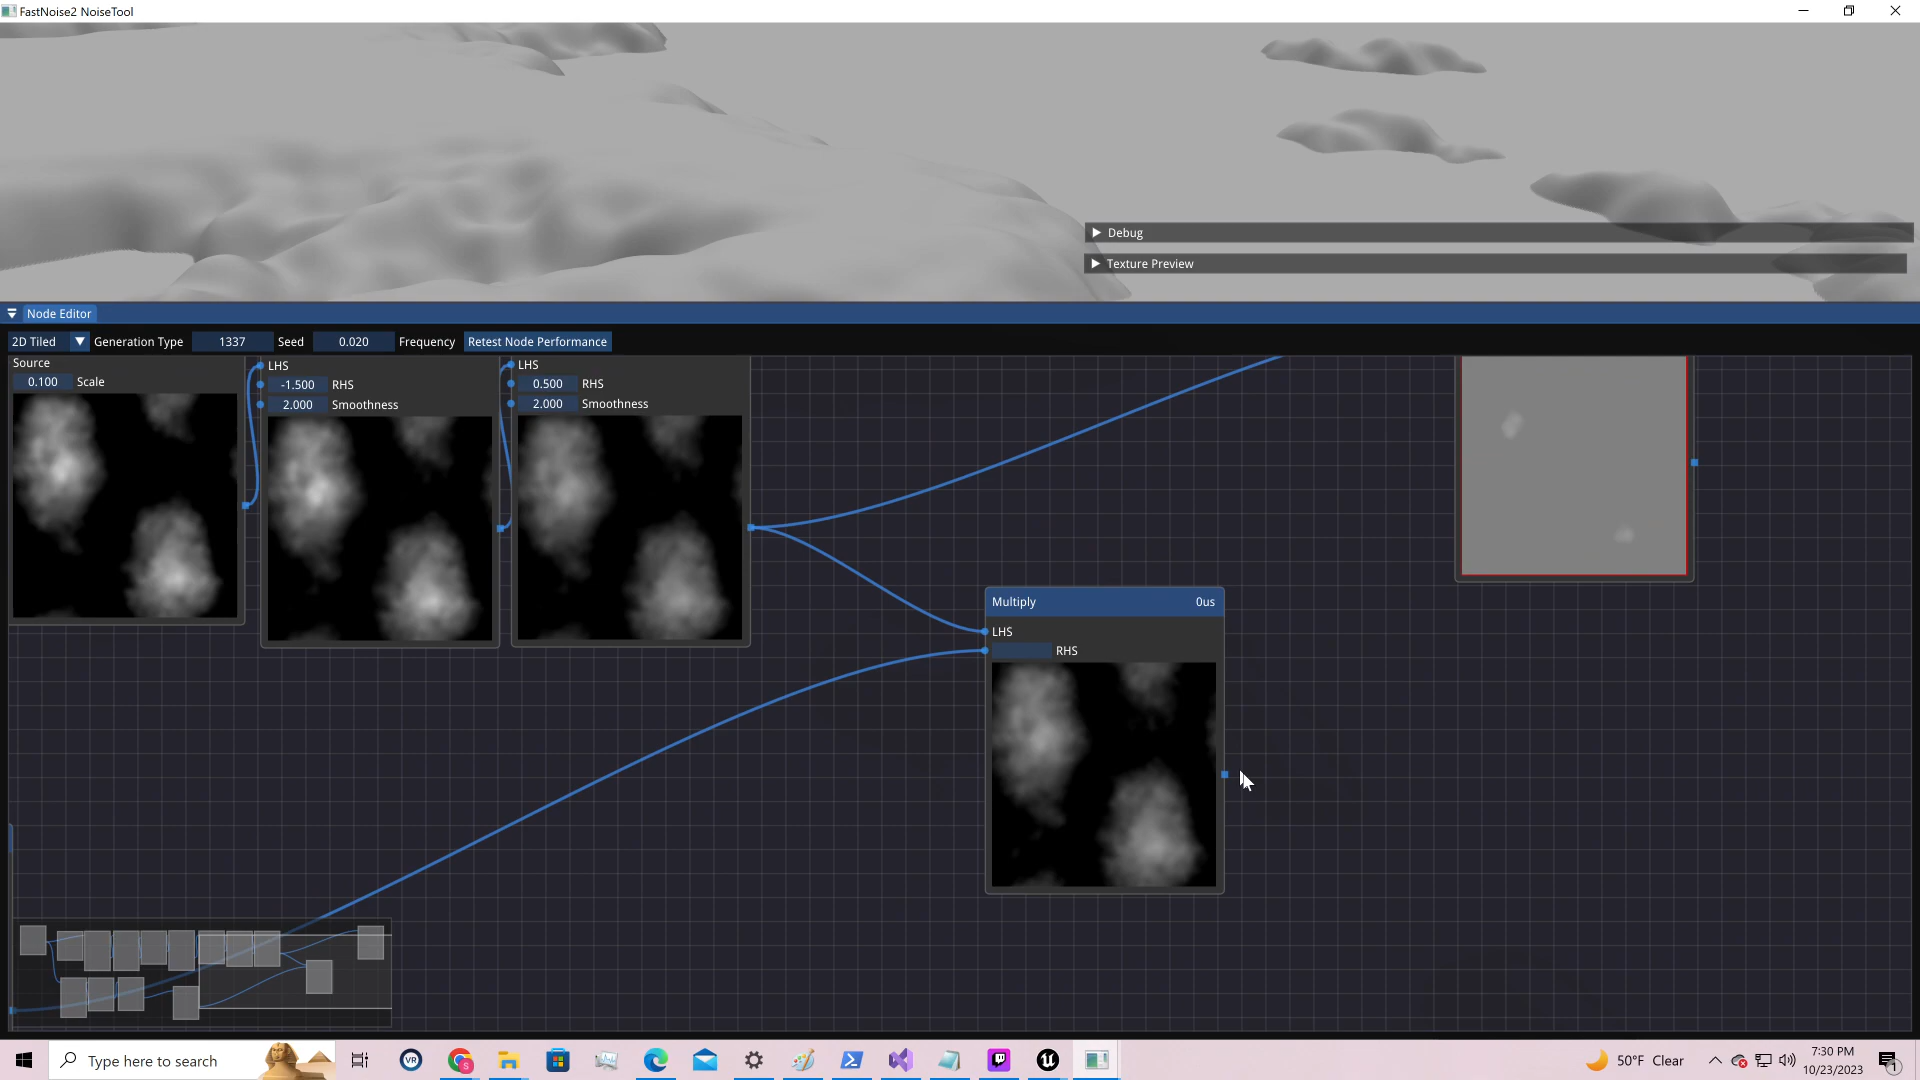 FastNoise2 NoiseTool
Debug
Texture Preview
Node Editor
2D Tiled Generation Type 1337 Seed 0.020 Frequency Retest Node Performance
Source
0.100 Scale
LHS
-1.500 RHS
2.000 Smoothness
LHS
0.500 RHS
2.000 Smoothness
Multiply 0us
LHS
RHS
Type here to search
VR
S
50°F Clear
7:30 PM
10/23/2023
1